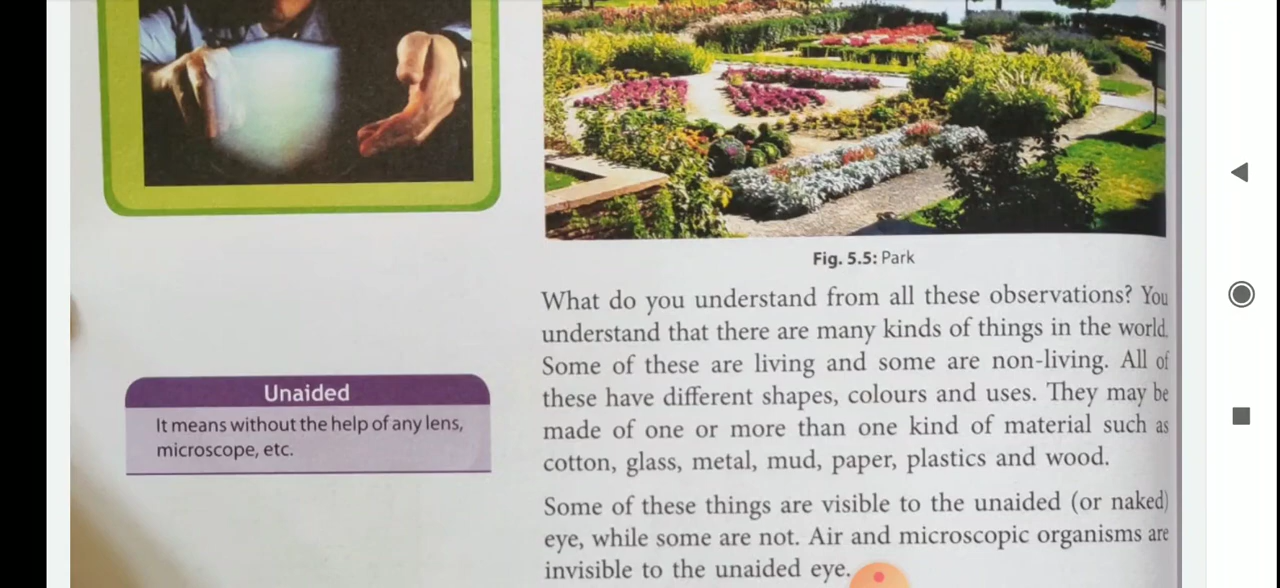 Fig. 5.5: Park
What do you understand from all these observations? You
understand that there are many kinds of things in the world.
Some of these are living and some are non-living. All of
these have different shapes, colours and uses. They may be
made of one or more than one kind of material such as
cotton, glass, metal, mud, paper, plastics and wood.
Some of these things are visible to the unaided (or naked)
eye, while some are not. Air and microscopic organisms are
invisible to the unaided eye.
Unaided
It means without the help of any lens,
microscope, etc.